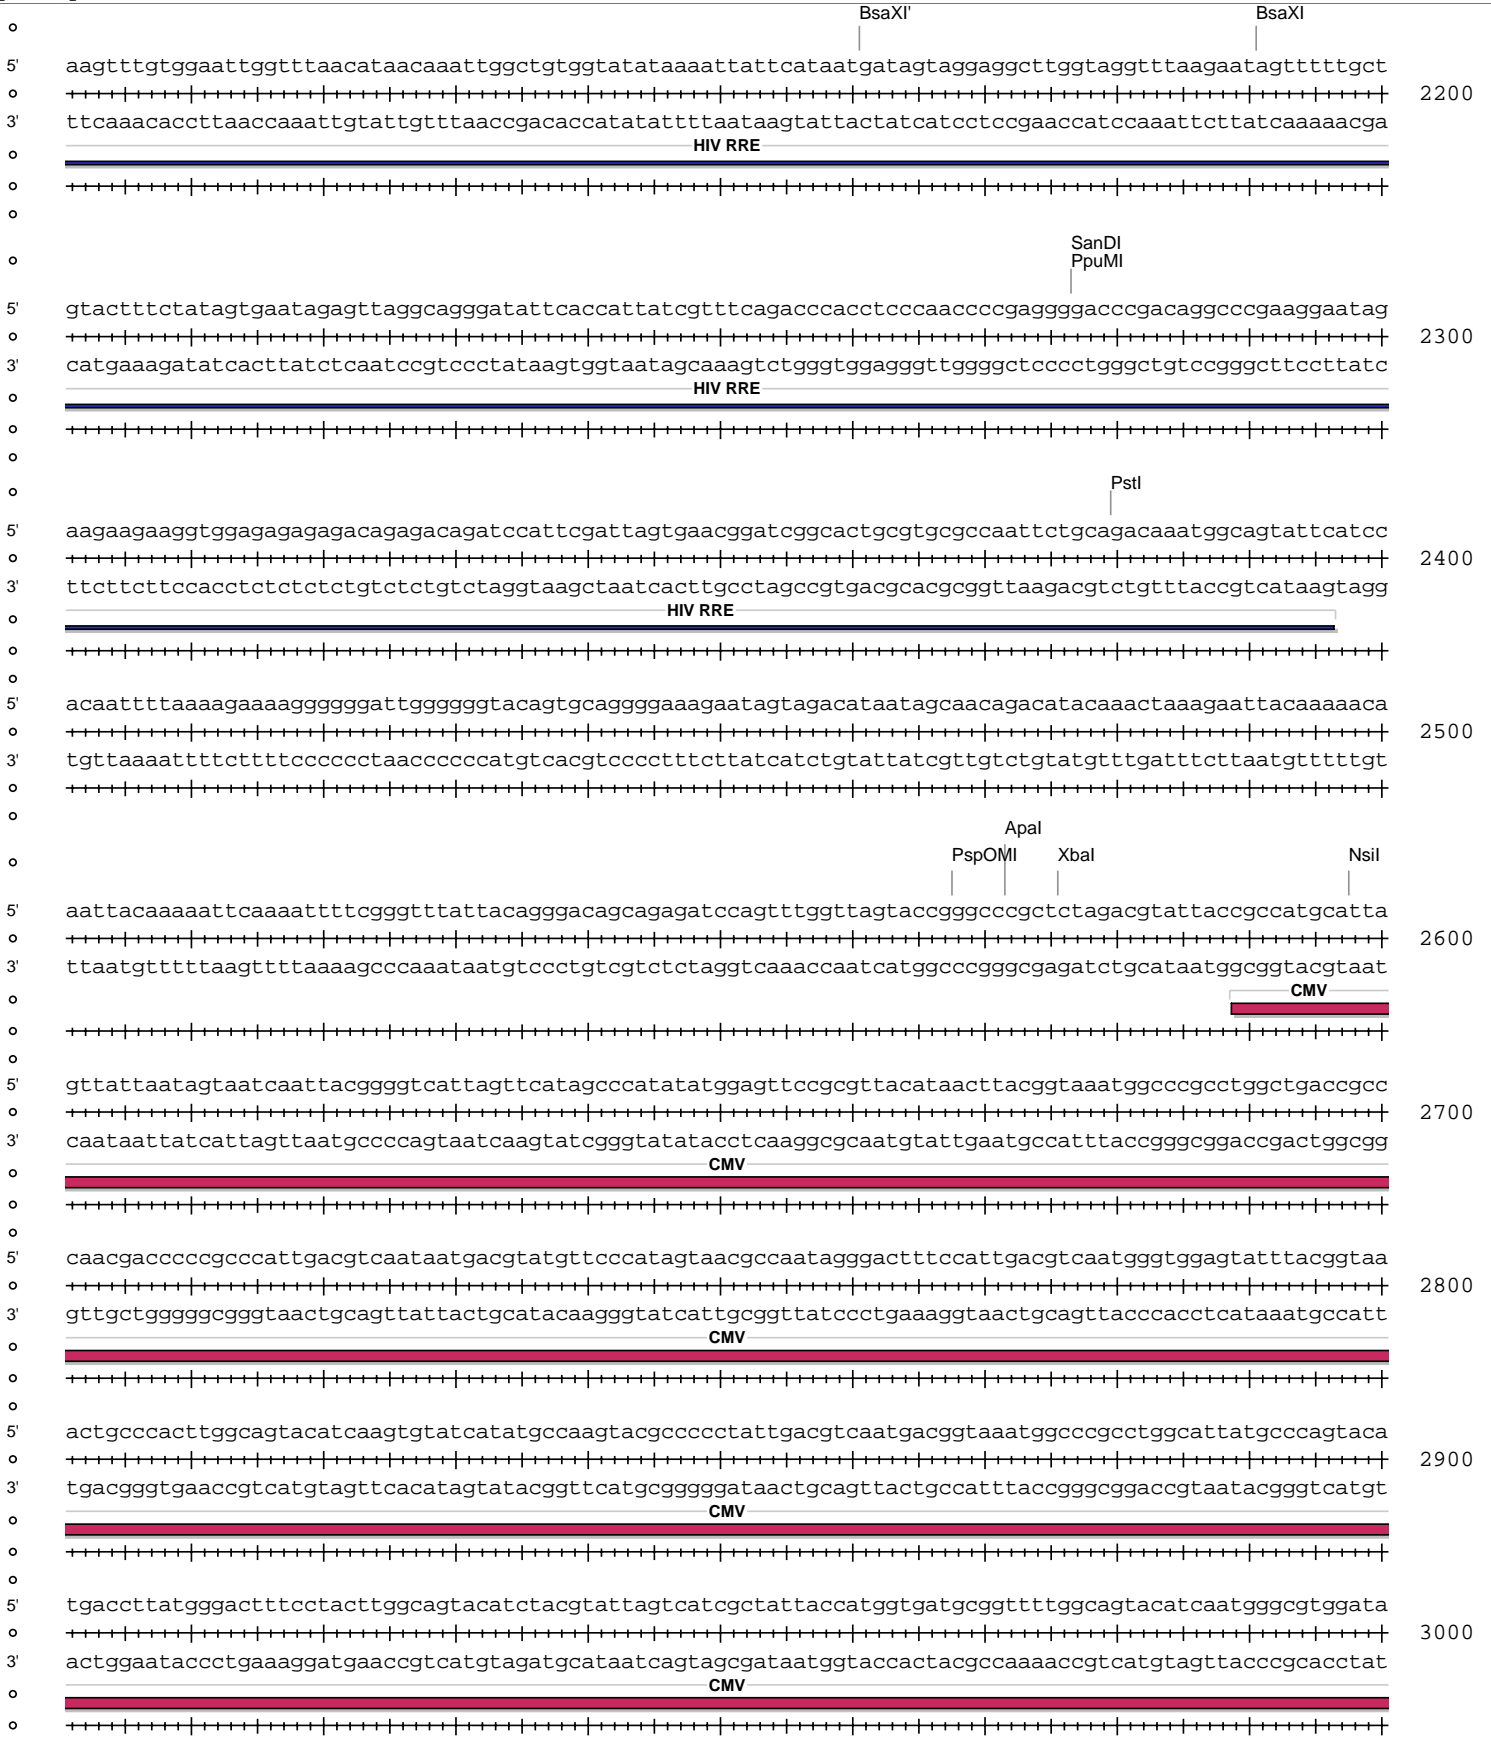 BsaXI' BsaXI
5' aagtttgtggaattggtttaacataacaaattggctgtggtatataaaattattcataatgatagtaggaggcttggtaggtttaagaatagtttttgct
2200
3' ttcaaacaccttaaccaaattgtattgtttaaccgacaccatatattttaataagtattactatcatcctccgaaccatccaaattcttatcaaaaacga
HIV RRE
SanDI
PpuMI
5' gtactttctatagtgaatagagttaggcagggatattcaccattatcgtttcagacccacctcccaaccccgaggggacccgacaggcccgaaggaatag
2300
3' catgaaagatatcacttatctcaatccgtccctataagtggtaatagcaaagtctgggtggagggttggggctcccctgggctgtccgggcttccttatc
HIV RRE
PstI
5' aagaagaaggtggagagagagacagagacagatccattcgattagtgaacggatcggcactgcgtgcgccaattctgcagacaaatggcagtattcatcc
2400
3' ttcttcttccacctctctctctgtctctgtctaggtaagctaatcacttgcctagccgtgacgcacgcggttaagacgtctgtttaccgtcataagtagg
HIV RRE
5' acaattttaaaagaaaaggggggattggggggtacagtgcaggggaaagaatagtagacataatagcaacagacatacaaactaaagaattacaaaaaca
2500
3' tgttaaaattttcttttcccccctaaccccccatgtcacgtcccctttcttatcatctgtattatcgttgtctgtatgtttgatttcttaatgtttttgt
ApaI
PspOMI XbaI NsiI
5' aattacaaaaattcaaaattttcgggtttattacagggacagcagagatccagtttggttagtaccgggcccgctctagacgtattaccgccatgcatta
2600
3' ttaatgtttttaagttttaaaagcccaaataatgtccctgtcgtctctaggtcaaaccaatcatggcccgggcgagatctgcataatggcggtacgtaat
CMV
5' gttattaatagtaatcaattacggggtcattagttcatagcccatatatggagttccgcgttacataacttacggtaaatggcccgcctggctgaccgcc
2700
3' caataattatcattagttaatgccccagtaatcaagtatcgggtatatacctcaaggcgcaatgtattgaatgccatttaccgggcggaccgactggcgg
CMV
5' caacgacccccgcccattgacgtcaataatgacgtatgttcccatagtaacgccaatagggactttccattgacgtcaatgggtggagtatttacggtaa
2800
3' gttgctgggggcgggtaactgcagttattactgcatacaagggtatcattgcggttatccctgaaaggtaactgcagttacccacctcataaatgccatt
CMV
5' actgcccacttggcagtacatcaagtgtatcatatgccaagtacgccccctattgacgtcaatgacggtaaatggcccgcctggcattatgcccagtaca
2900
3' tgacgggtgaaccgtcatgtagttcacatagtatacggttcatgcgggggataactgcagttactgccatttaccgggcggaccgtaatacgggtcatgt
CMV
5' tgaccttatgggactttcctacttggcagtacatctacgtattagtcatcgctattaccatggtgatgcggttttggcagtacatcaatgggcgtggata
3000
3' actggaataccctgaaaggatgaaccgtcatgtagatgcataatcagtagcgataatggtaccactacgccaaaaccgtcatgtagttacccgcacctat
CMV